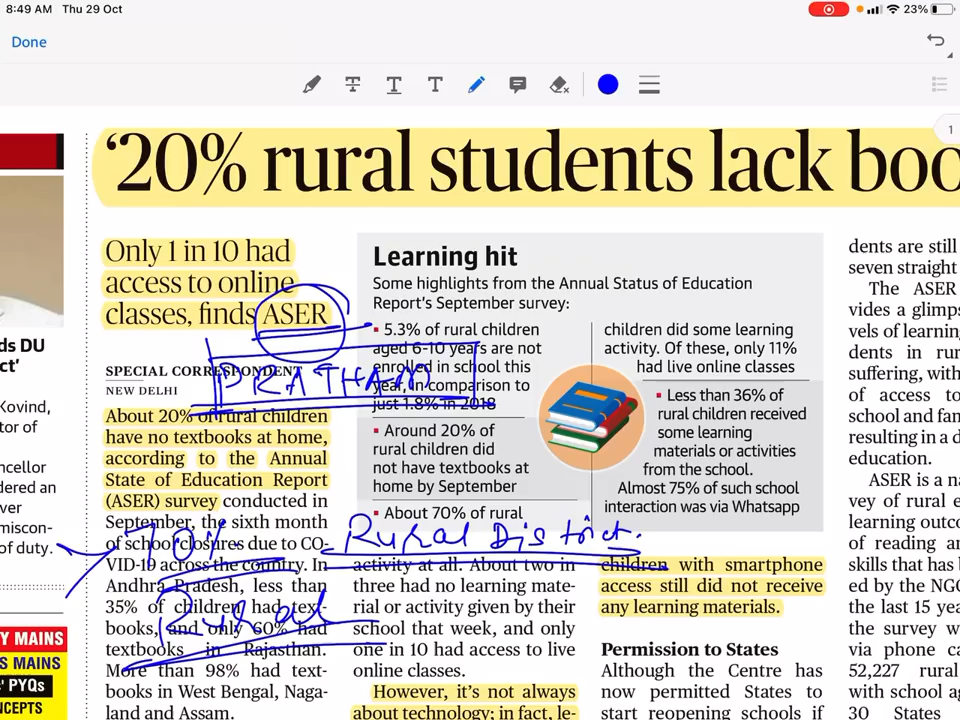 8:49 AM Thu 29 Oct
23%
Done
T
T
T
1
‘20% rural students lack boo
Only 1 in 10 had
access to online
classes, finds ASER
SPECIAL CORRESPONDENT
NEW DELHI
About 20% of rural children
have no textbooks at home,
according to the Annual
State of Education Report
(ASER) survey conducted in
September, the sixth month
of school closures due to CO-
VID-19 across the country. In
Andhra Pradesh, less than
35% of children had text-
books, and only 60% had
textbooks in Rajasthan.
More than 98% had text-
books in West Bengal, Naga-
land and Assam.
PRATHAM
70%
Rural
Rural District.
Learning hit
Some highlights from the Annual Status of Education
Report's September survey:
▪ 5.3% of rural children
aged 6-10 years are not
enrolled in school this
year, in comparison to
just 1.8% in 2018
▪ Around 20% of
rural children did
not have textbooks at
home by September
▪ About 70% of rural
children did some learning
activity. Of these, only 11%
had live online classes
▪ Less than 36% of
rural children received
some learning
materials or activities
from the school.
Almost 75% of such school
interaction was via Whatsapp
activity at all. About two in
three had no learning mate-
rial or activity given by their
school that week, and only
one in 10 had access to live
online classes.
However, it's not always
about technology; in fact, le-
children with smartphone
access still did not receive
any learning materials.
Permission to States
Although the Centre has
now permitted States to
start reopening schools if
dents are still
seven straight
The ASER
vides a glimps
vels of learning
dents in rur
suffering, with
of access to
school and fam
resulting in a d
education.
ASER is a na
vey of rural e
learning outco
of reading an
skills that has b
ed by the NGO
the last 15 year
the survey w
via phone ca
52,227 rural
with school ag
30 States
ds DU
ct'
Kovind,
tor of
ncellor
dered an
ver
miscon-
of duty.
Y MAINS
S MAINS
' PYQs
NCEPTS